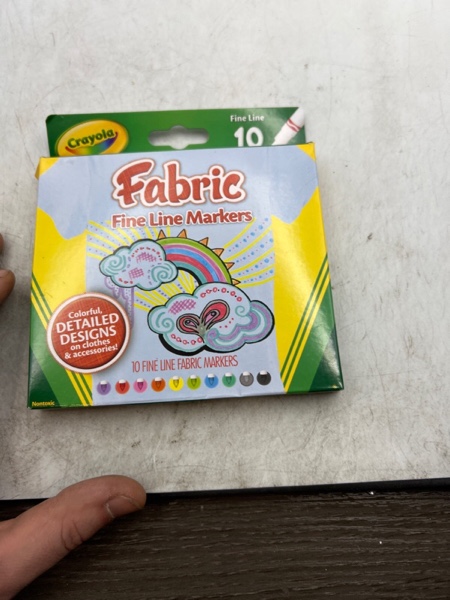 Crayola
Fine Line
10
Fabric
Fine Line Markers
Colorful,
DETAILED
DESIGNS
on clothes
& accessories!
10 FINE LINE FABRIC MARKERS
Nontoxic